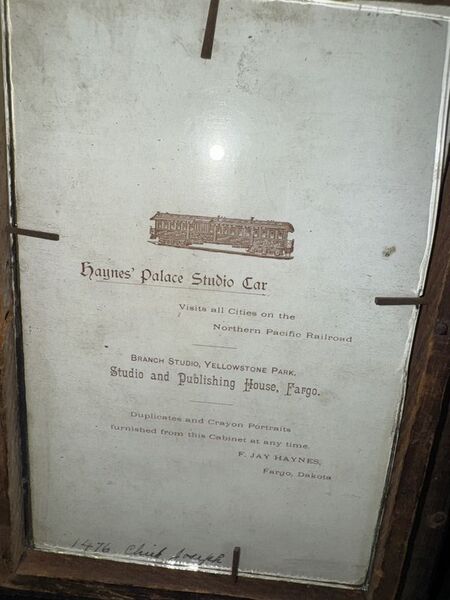 Haynes' Palace Studio Car
Visits all Cities on the
Northern Pacific Railroad
BRANCH STUDIO, YELLOWSTONE PARK.
Studio and Publishing House, Fargo.
Duplicates and Crayon Portraits
furnished from this Cabinet at any time.
F. JAY HAYNES,
Fargo, Dakota
1476 Chief Joseph